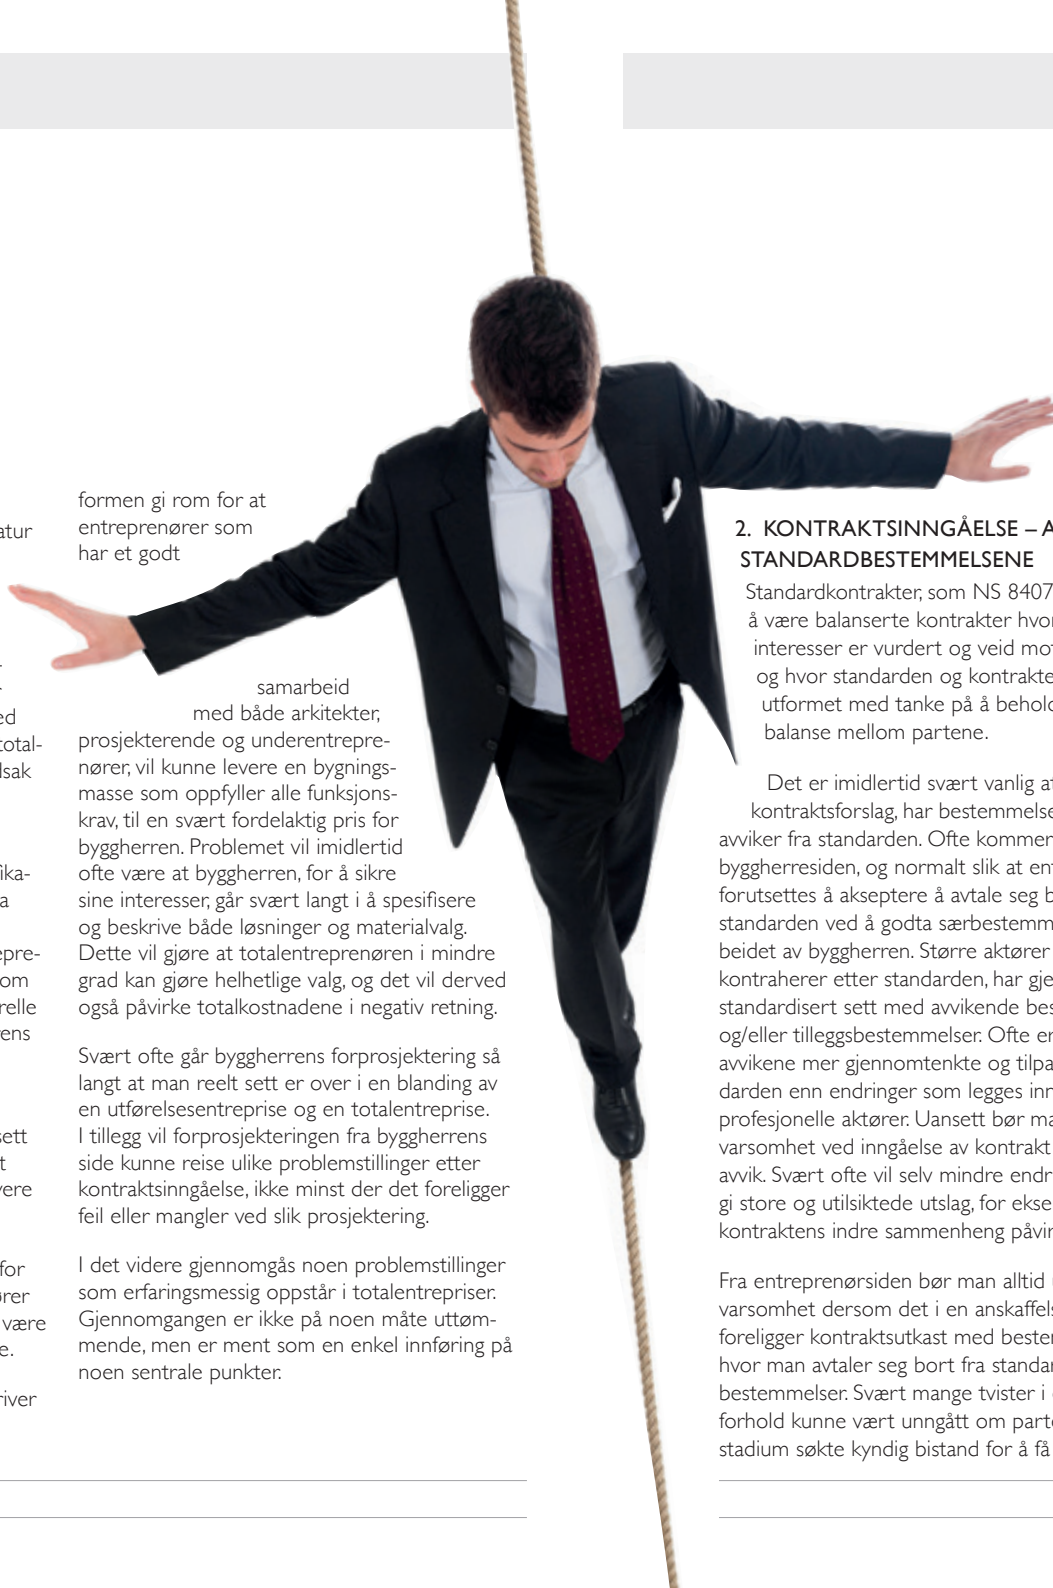 atur
ed
total-
lsak
fika-
a
epre-
om
relle
ens
sett
t
vere
for
rer
være
e.
river
formen gi rom for at
entreprenører som
har et godt
samarbeid
med både arkitekter,
prosjekterende og underentrepre-
nører, vil kunne levere en bygnings-
masse som oppfyller alle funksjons-
krav, til en svært fordelaktig pris for
byggherren. Problemet vil imidlertid
ofte være at byggherren, for å sikre
sine interesser, går svært langt i å spesifisere
og beskrive både løsninger og materialvalg.
Dette vil gjøre at totalentreprenøren i mindre
grad kan gjøre helhetlige valg, og det vil derved
også påvirke totalkostnadene i negativ retning.
Svært ofte går byggherrens forprosjektering så
langt at man reelt sett er over i en blanding av
en utførelsesentreprise og en totalentreprise.
I tillegg vil forprosjekteringen fra byggherrens
side kunne reise ulike problemstillinger etter
kontraktsinngåelse, ikke minst der det foreligger
feil eller mangler ved slik prosjektering.
I det videre gjennomgås noen problemstillinger
som erfaringsmessig oppstår i totalentrepriser.
Gjennomgangen er ikke på noen måte uttøm-
mende, men er ment som en enkel innføring på
noen sentrale punkter.
2. KONTRAKTSINNGÅELSE – A
STANDARDBESTEMMELSENE
Standardkontrakter, som NS 8407
å være balanserte kontrakter hvor
interesser er vurdert og veid mot
og hvor standarden og kontrakte
utformet med tanke på å behold
balanse mellom partene.
Det er imidlertid svært vanlig at
kontraktsforslag, har bestemmelse
avviker fra standarden. Ofte kommer
byggherresiden, og normalt slik at ent
forutsettes å akseptere å avtale seg b
standarden ved å godta særbestemm
beidet av byggherren. Større aktører
kontraherer etter standarden, har gje
standardisert sett med avvikende bes
og/eller tilleggsbestemmelser. Ofte er
avvikene mer gjennomtenkte og tilpa
darden enn endringer som legges inn
profesjonelle aktører. Uansett bør ma
varsomhet ved inngåelse av kontrakt
avvik. Svært ofte vil selv mindre endr
gi store og utilsiktede utslag, for ekse
kontraktens indre sammenheng påvir
Fra entreprenørsiden bør man alltid
varsomhet dersom det i en anskaffels
foreligger kontraktsutkast med bester
hvor man avtaler seg bort fra standar
bestemmelser. Svært mange tvister i
forhold kunne vært unngått om parte
stadium søkte kyndig bistand for å få